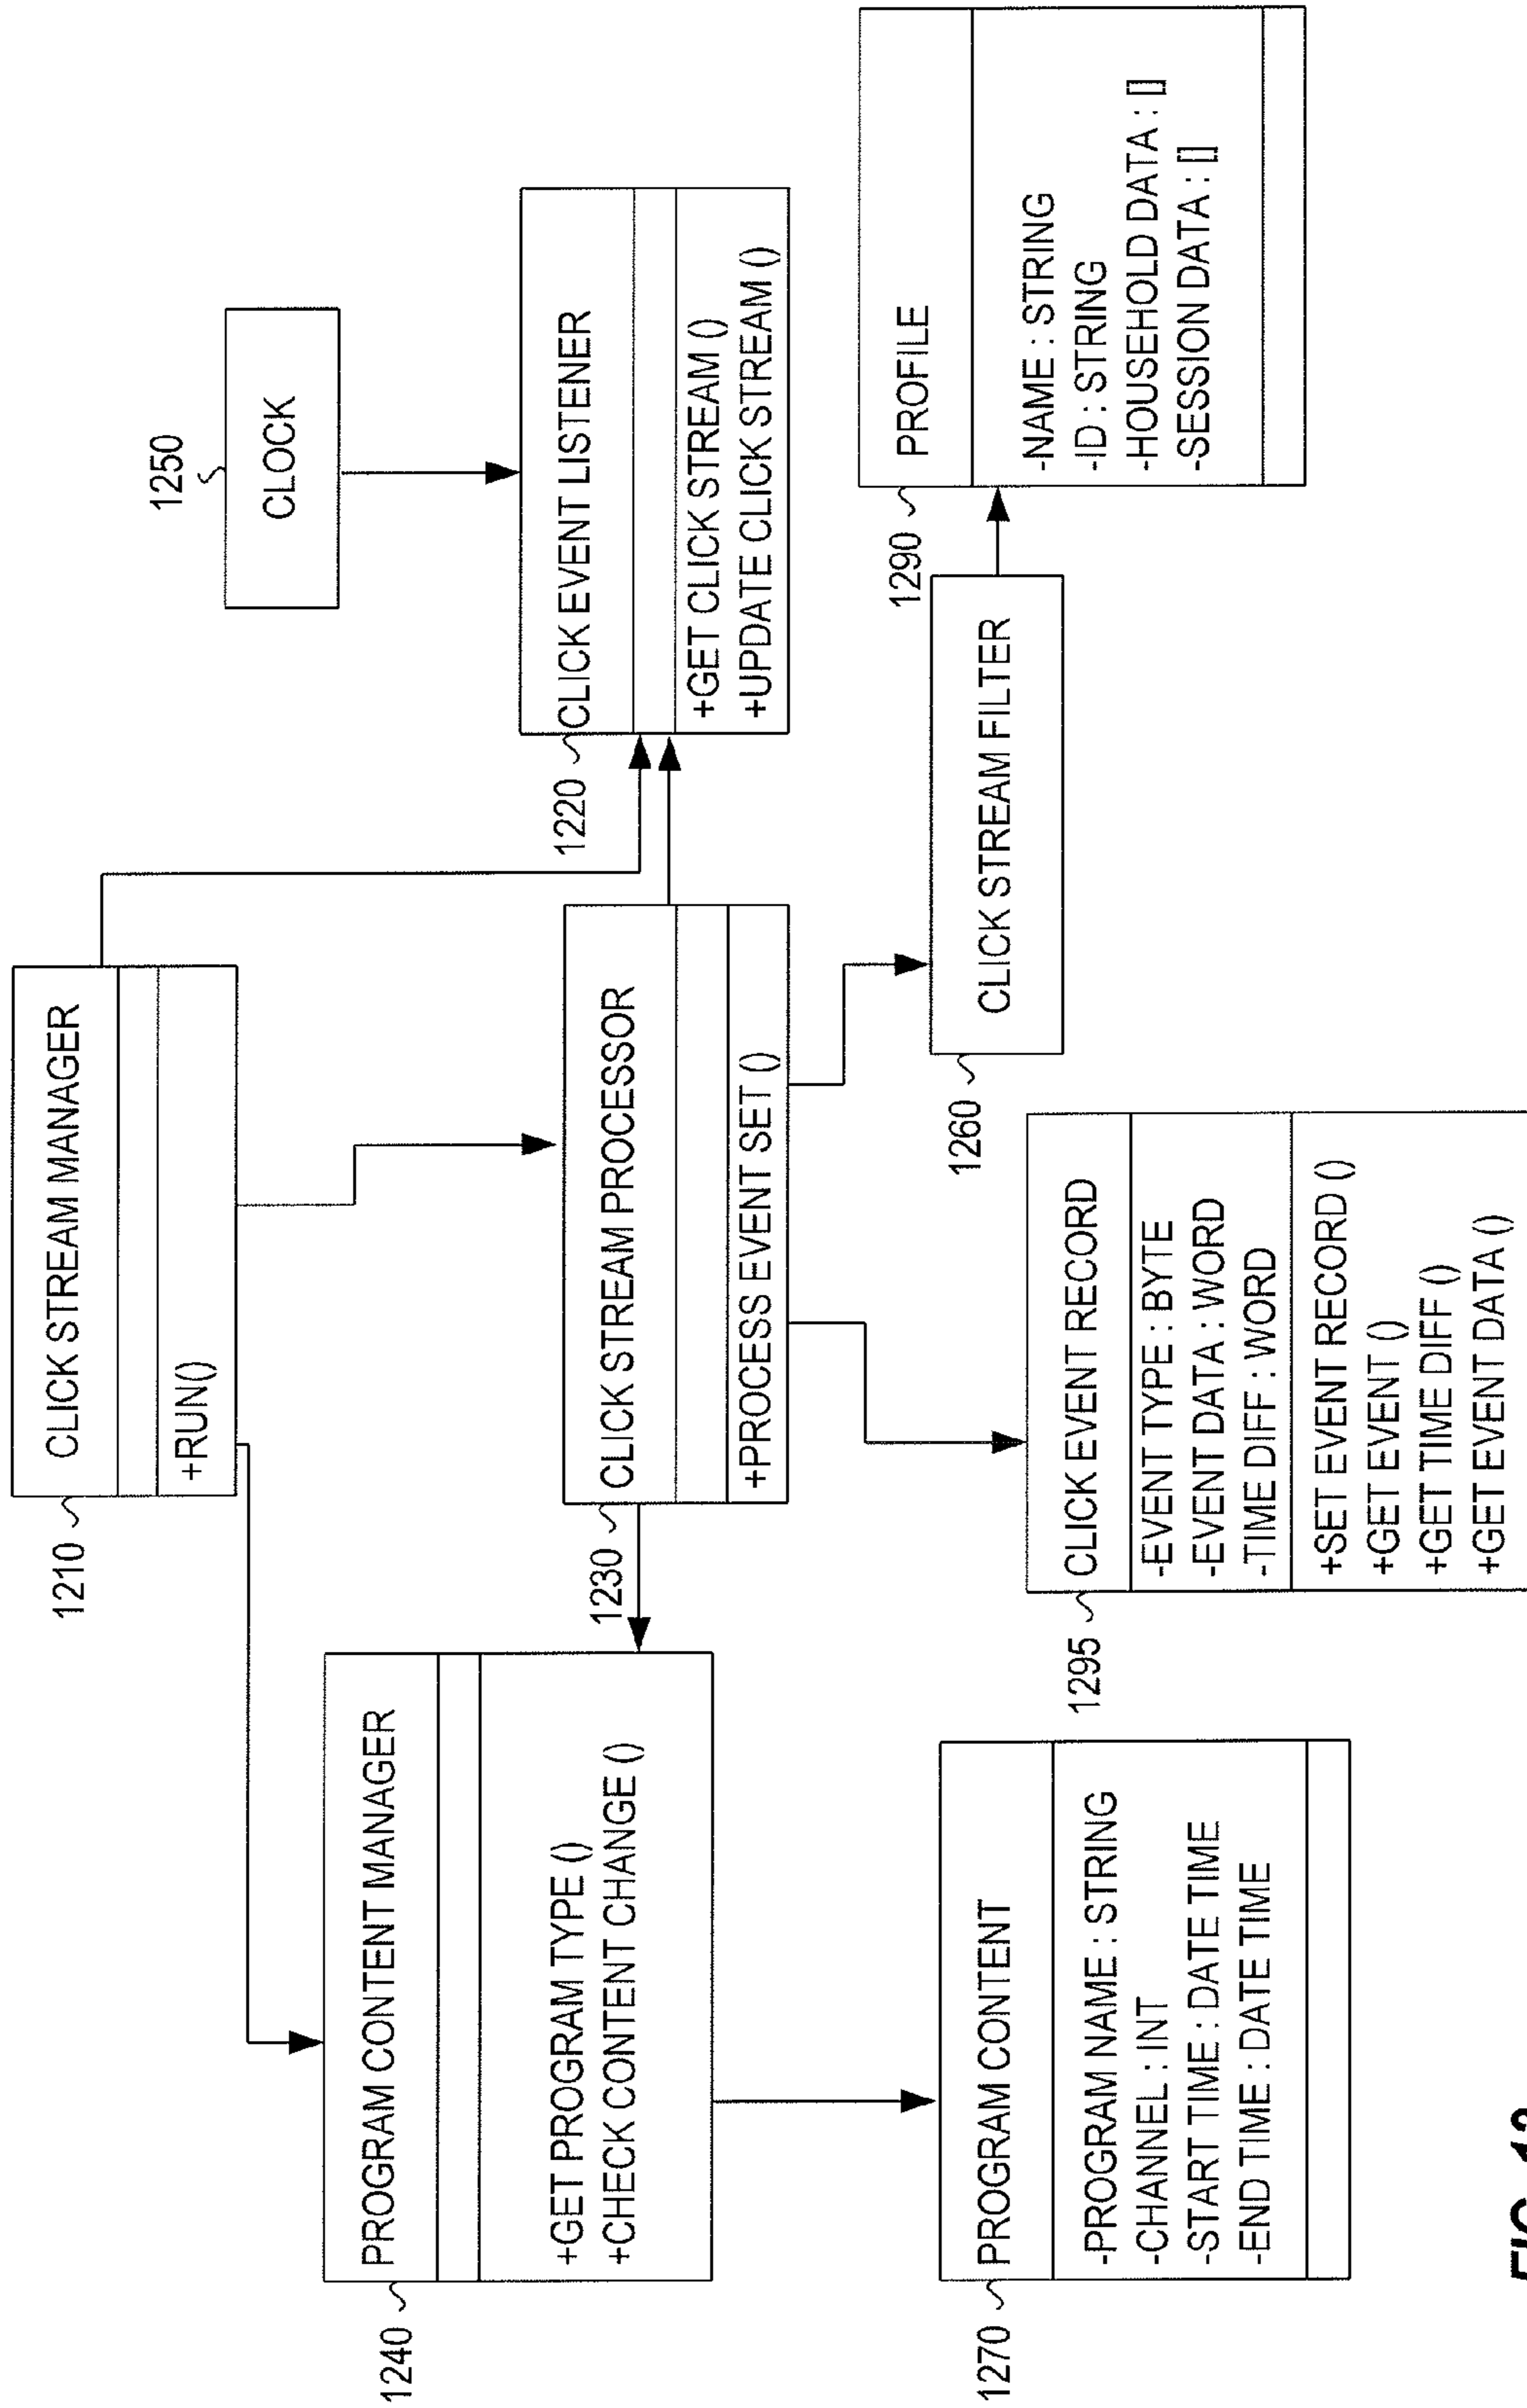 1210
CLICK STREAM MANAGER
+RUN()
1250
CLOCK
1240
PROGRAM CONTENT MANAGER
+GET PROGRAM TYPE ()
+CHECK CONTENT CHANGE ()
1230
CLICK STREAM PROCESSOR
+PROCESS EVENT SET ()
1220
CLICK EVENT LISTENER
+GET CLICK STREAM ()
+UPDATE CLICK STREAM ()
1270
PROGRAM CONTENT
-PROGRAM NAME : STRING
-CHANNEL : INT
-START TIME : DATE TIME
-END TIME : DATE TIME
1295
CLICK EVENT RECORD
-EVENT TYPE : BYTE
-EVENT DATA : WORD
-TIME DIFF : WORD
+SET EVENT RECORD ()
+GET EVENT ()
+GET TIME DIFF ()
+GET EVENT DATA ()
1260
CLICK STREAM FILTER
1290
PROFILE
-NAME : STRING
-ID : STRING
-HOUSEHOLD DATA : []
-SESSION DATA : []